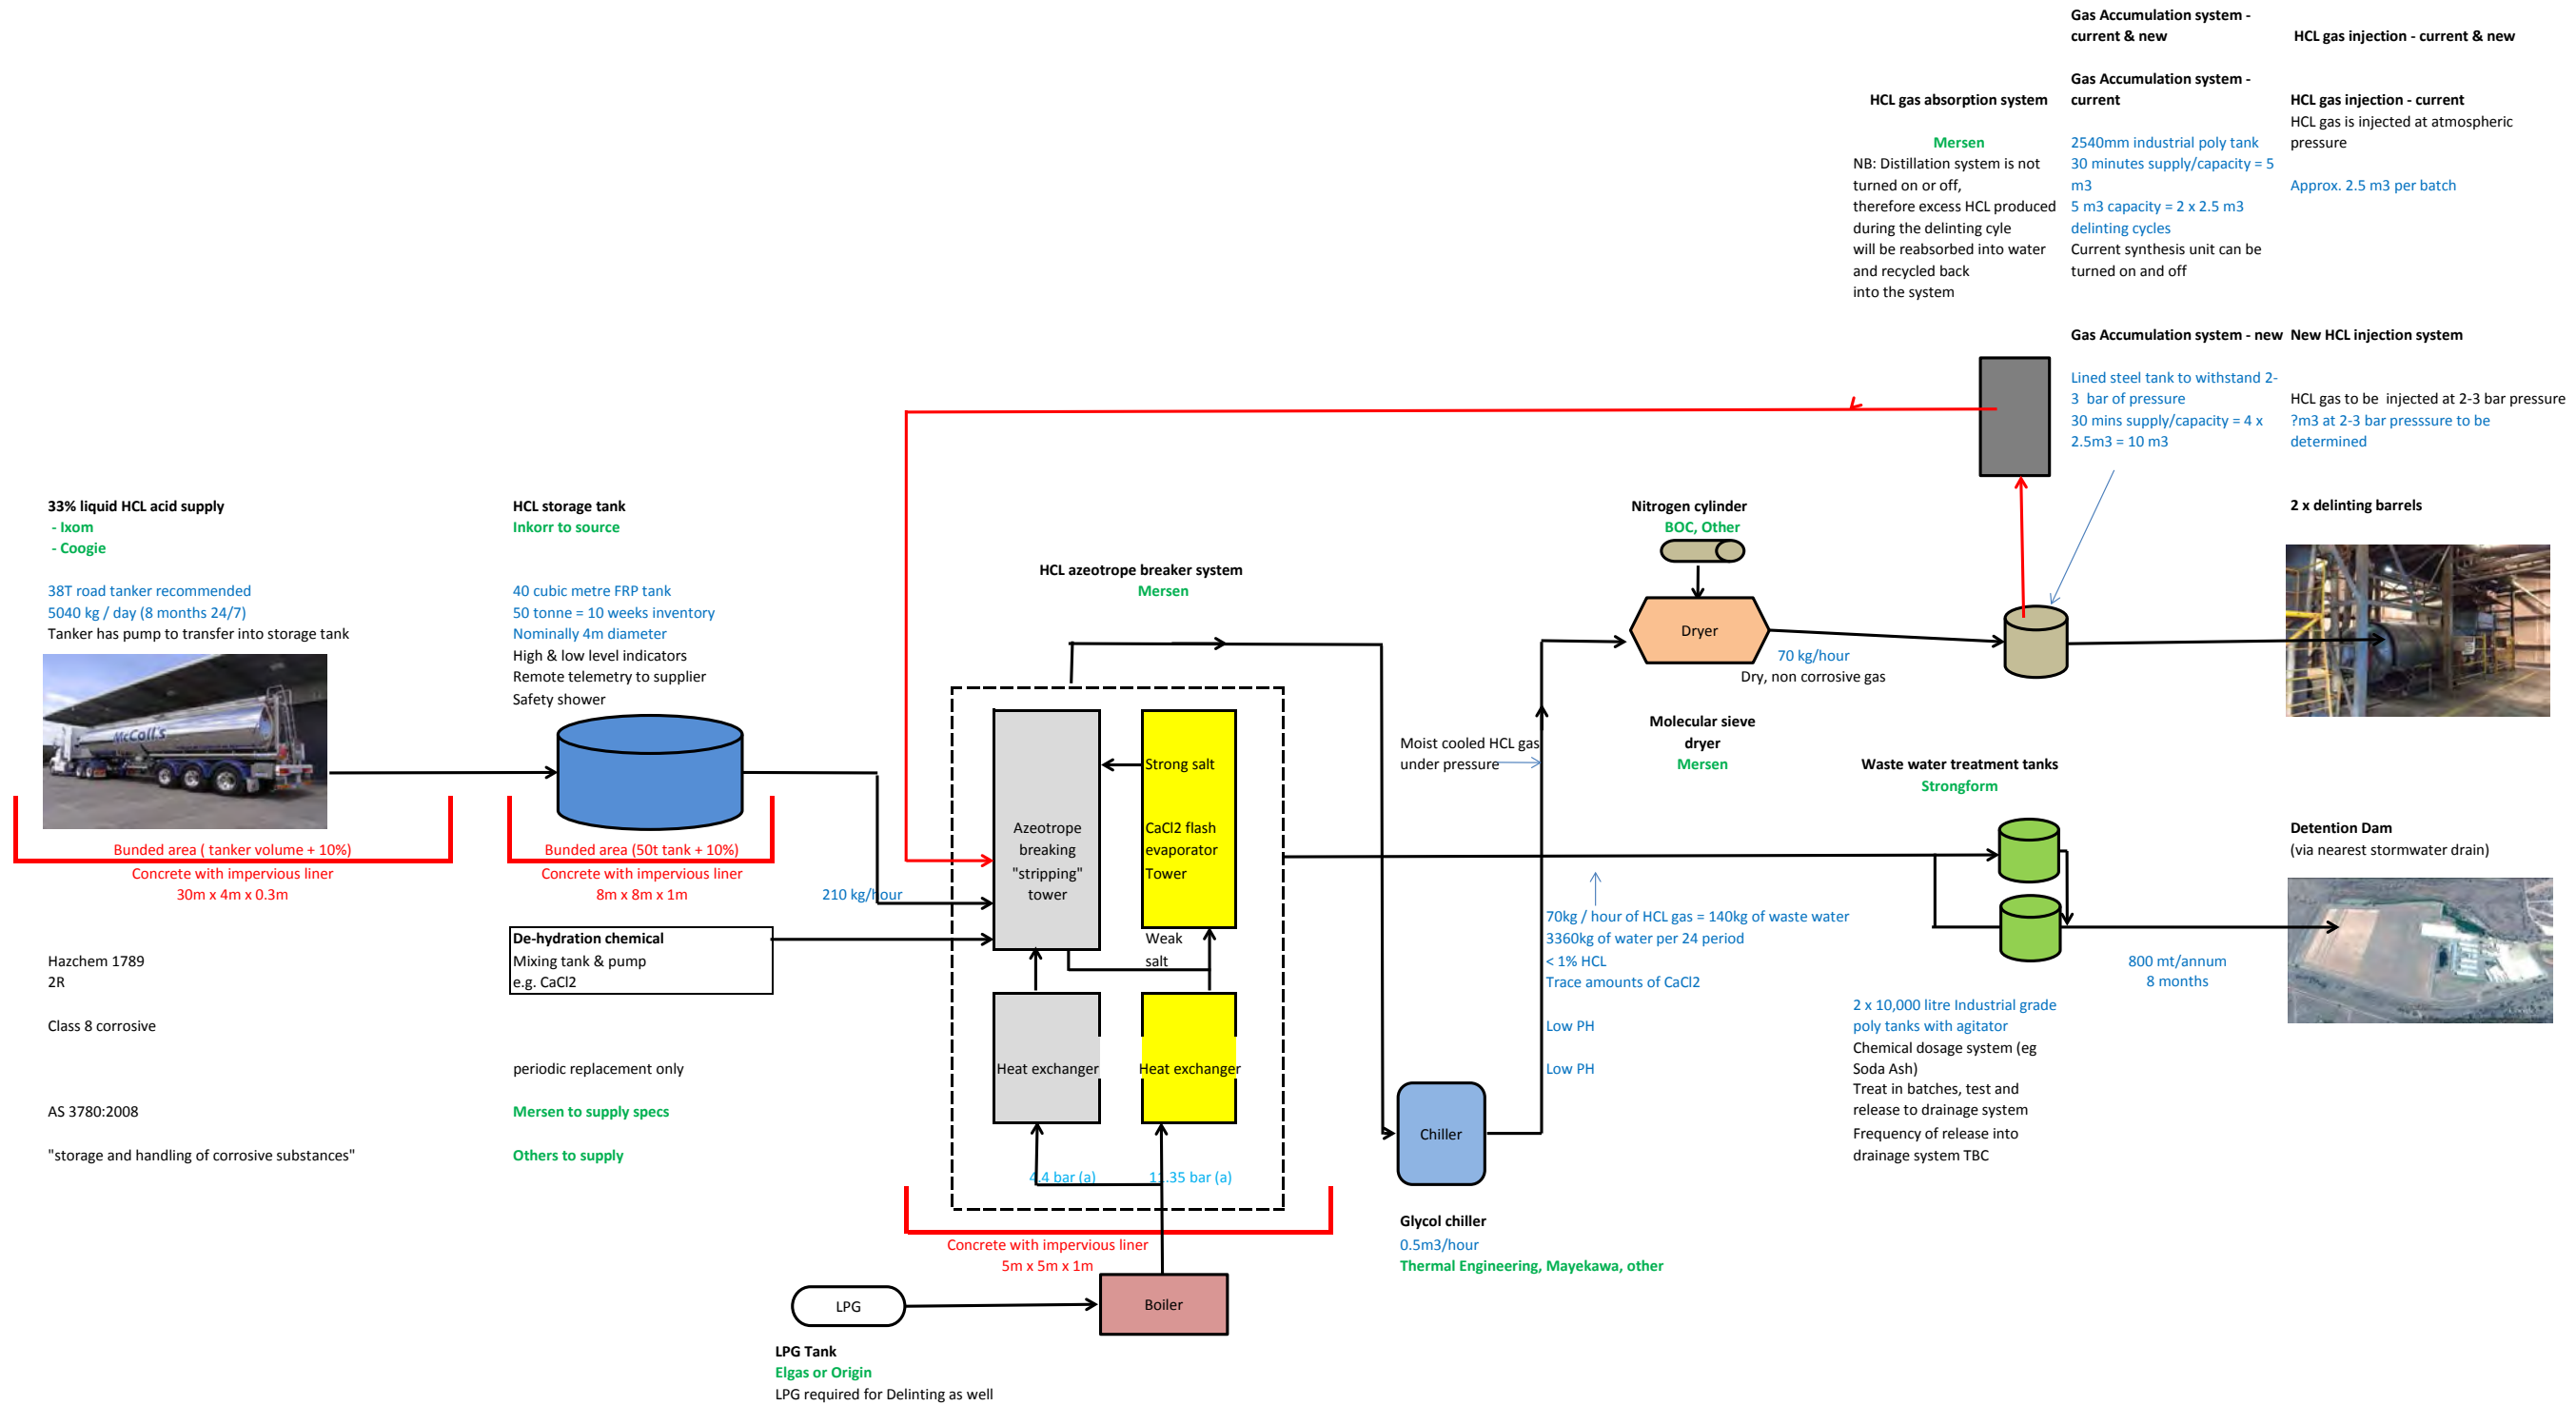 Gas Accumulation system -
current & new
HCL gas injection - current & new
Gas Accumulation system -
current
HCL gas absorption system
HCL gas injection - current
HCL gas is injected at atmospheric
pressure
Mersen
NB: Distillation system is not
turned on or off,
therefore excess HCL produced
during the delinting cyle
will be reabsorbed into water
and recycled back
into the system
2540mm industrial poly tank
30 minutes supply/capacity = 5
m3
5 m3 capacity = 2 x 2.5 m3
delinting cycles
Current synthesis unit can be
turned on and off
Approx. 2.5 m3 per batch
Gas Accumulation system - new
Lined steel tank to withstand 2-
3 bar of pressure
30 mins supply/capacity = 4 x
2.5m3 = 10 m3
New HCL injection system
HCL gas to be injected at 2-3 bar pressure
?m3 at 2-3 bar presssure to be
determined
33% liquid HCL acid supply
- Ixom
- Coogie
38T road tanker recommended
5040 kg / day (8 months 24/7)
Tanker has pump to transfer into storage tank
McColl's
Bunded area ( tanker volume + 10%)
Concrete with impervious liner
30m x 4m x 0.3m
HCL storage tank
Inkorr to source
40 cubic metre FRP tank
50 tonne = 10 weeks inventory
Nominally 4m diameter
High & low level indicators
Remote telemetry to supplier
Safety shower
Bunded area (50t tank + 10%)
Concrete with impervious liner
8m x 8m x 1m
210 kg/hour
De-hydration chemical
Mixing tank & pump
e.g. CaCl2
Hazchem 1789
2R
Class 8 corrosive
periodic replacement only
AS 3780:2008
Mersen to supply specs
"storage and handling of corrosive substances"
Others to supply
HCL azeotrope breaker system
Mersen
Azeotrope
breaking
"stripping"
tower
Strong salt
CaCl2 flash
evaporator
Tower
Weak
salt
Heat exchanger
Heat exchanger
4.4 bar (a)
11.35 bar (a)
Concrete with impervious liner
5m x 5m x 1m
LPG
Boiler
LPG Tank
Elgas or Origin
LPG required for Delinting as well
Nitrogen cylinder
BOC, Other
Dryer
70 kg/hour
Dry, non corrosive gas
Molecular sieve
dryer
Mersen
Moist cooled HCL gas
under pressure
70kg / hour of HCL gas = 140kg of waste water
3360kg of water per 24 period
< 1% HCL
Trace amounts of CaCl2
Low PH
Low PH
Chiller
Glycol chiller
0.5m3/hour
Thermal Engineering, Mayekawa, other
2 x delinting barrels
Waste water treatment tanks
Strongform
2 x 10,000 litre Industrial grade
poly tanks with agitator
Chemical dosage system (eg
Soda Ash)
Treat in batches, test and
release to drainage system
Frequency of release into
drainage system TBC
Detention Dam
(via nearest stormwater drain)
800 mt/annum
8 months